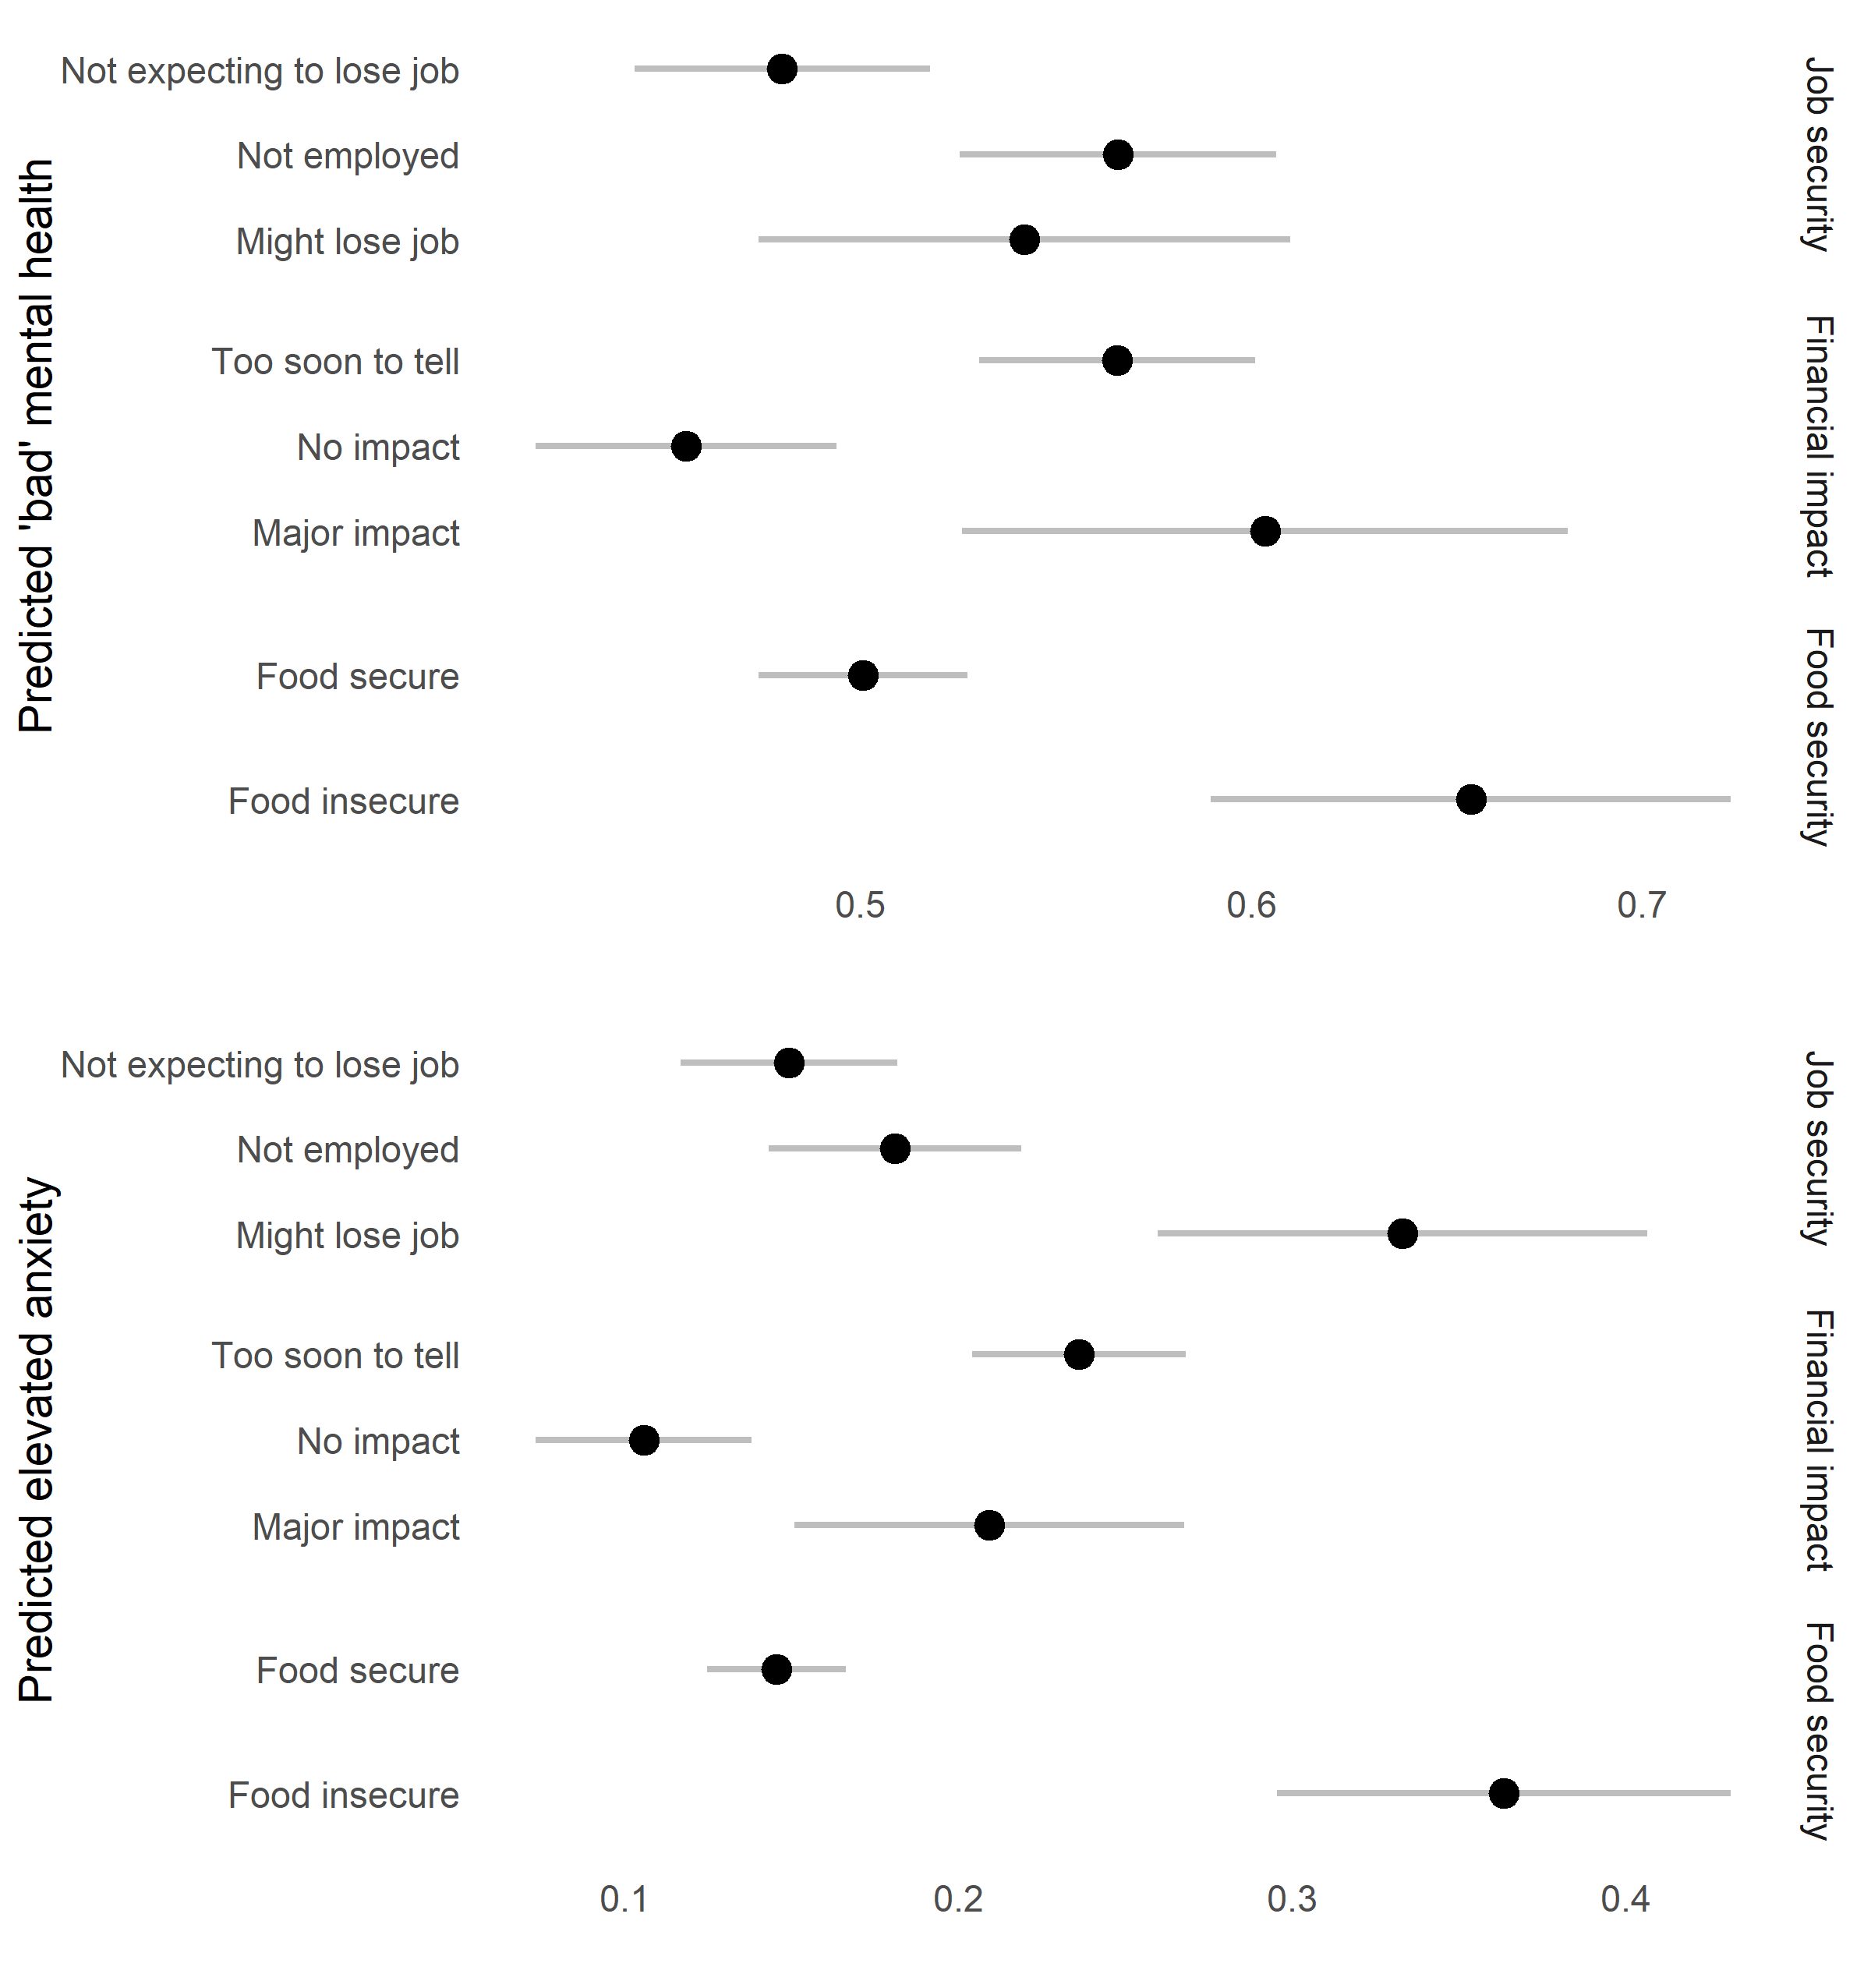 Predicted 'bad' mental health
Not expecting to lose job
Not employed
Might lose job
Job security
Too soon to tell
No impact
Major impact
Financial impact
Food secure
Food insecure
Food security
0.5 0.6 0.7
Predicted elevated anxiety
Not expecting to lose job
Not employed
Might lose job
Job security
Too soon to tell
No impact
Major impact
Financial impact
Food secure
Food insecure
Food security
0.1 0.2 0.3 0.4